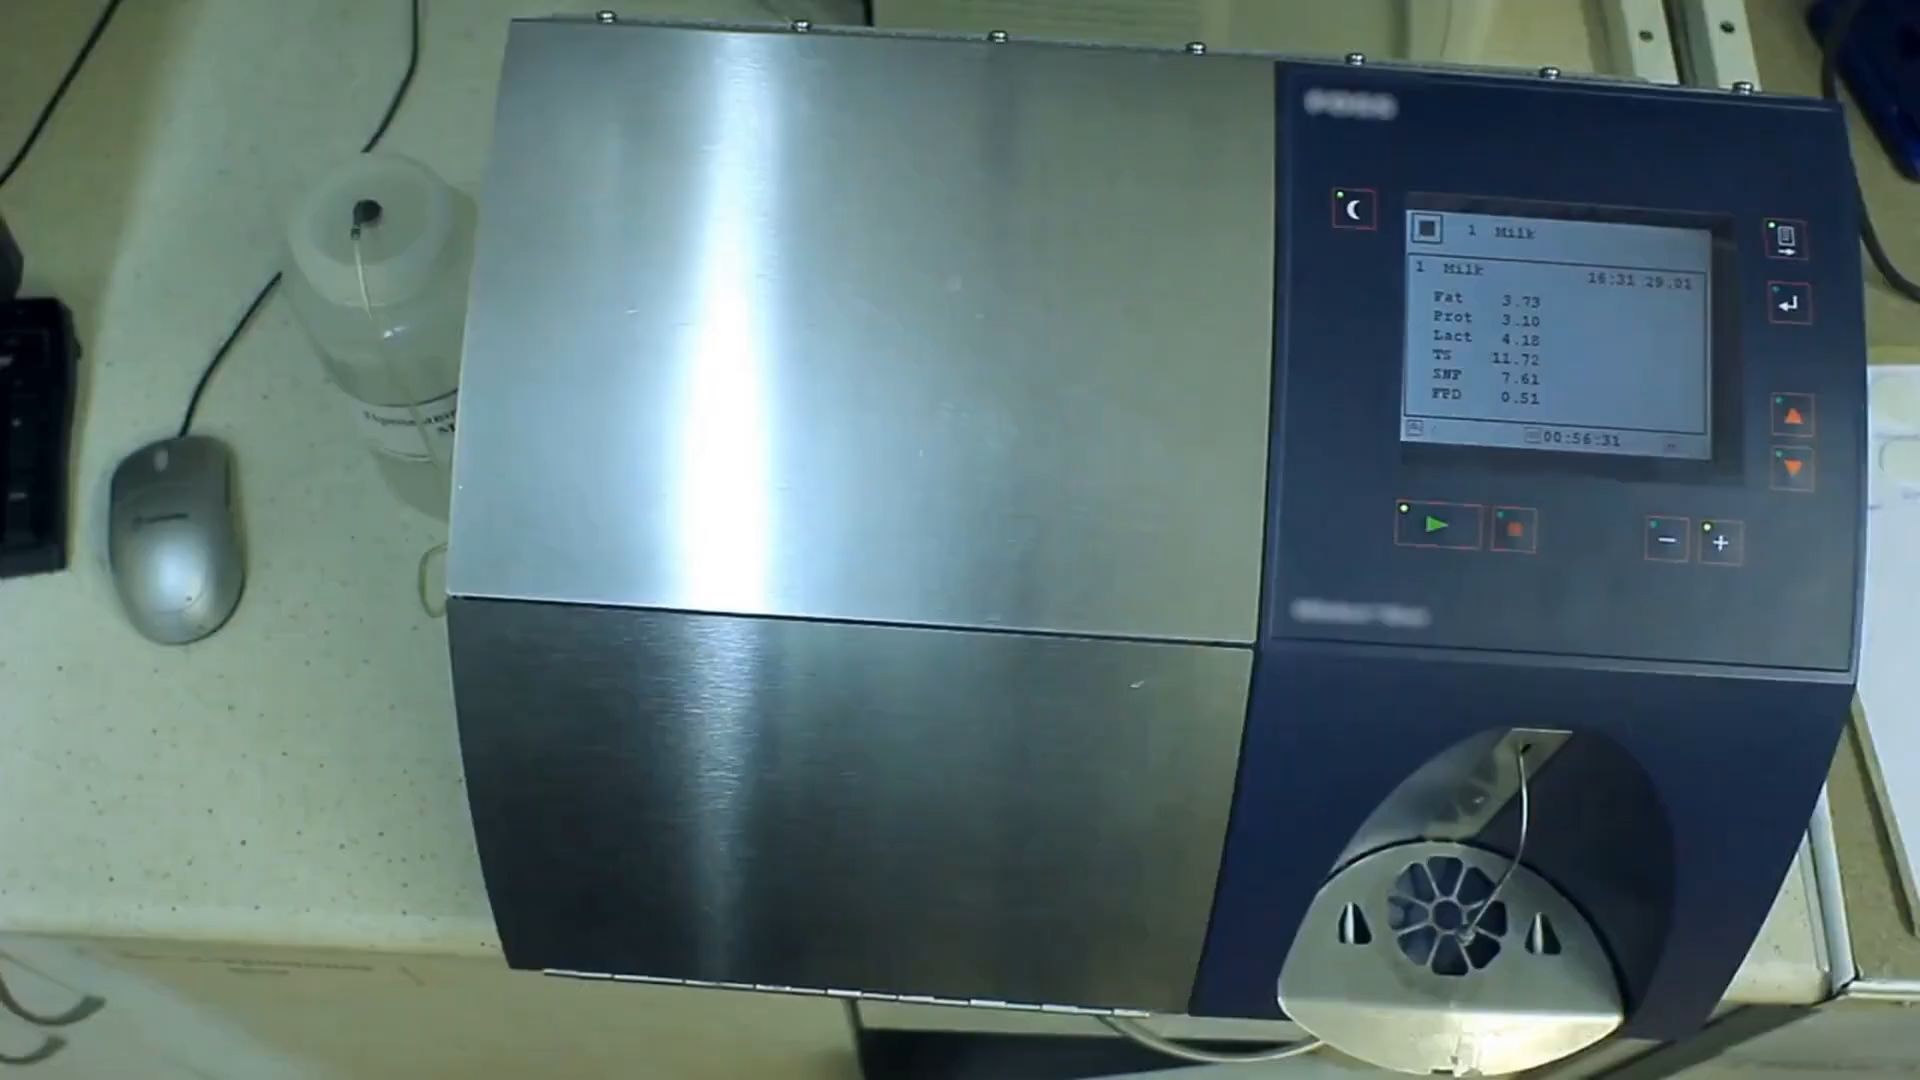 1 Milk
1 Milk 16:31 29.01
Fat 3.73
Prot 3.10
Lact 4.18
TS 11.72
SNF 7.61
FPD 0.51
00:56:31